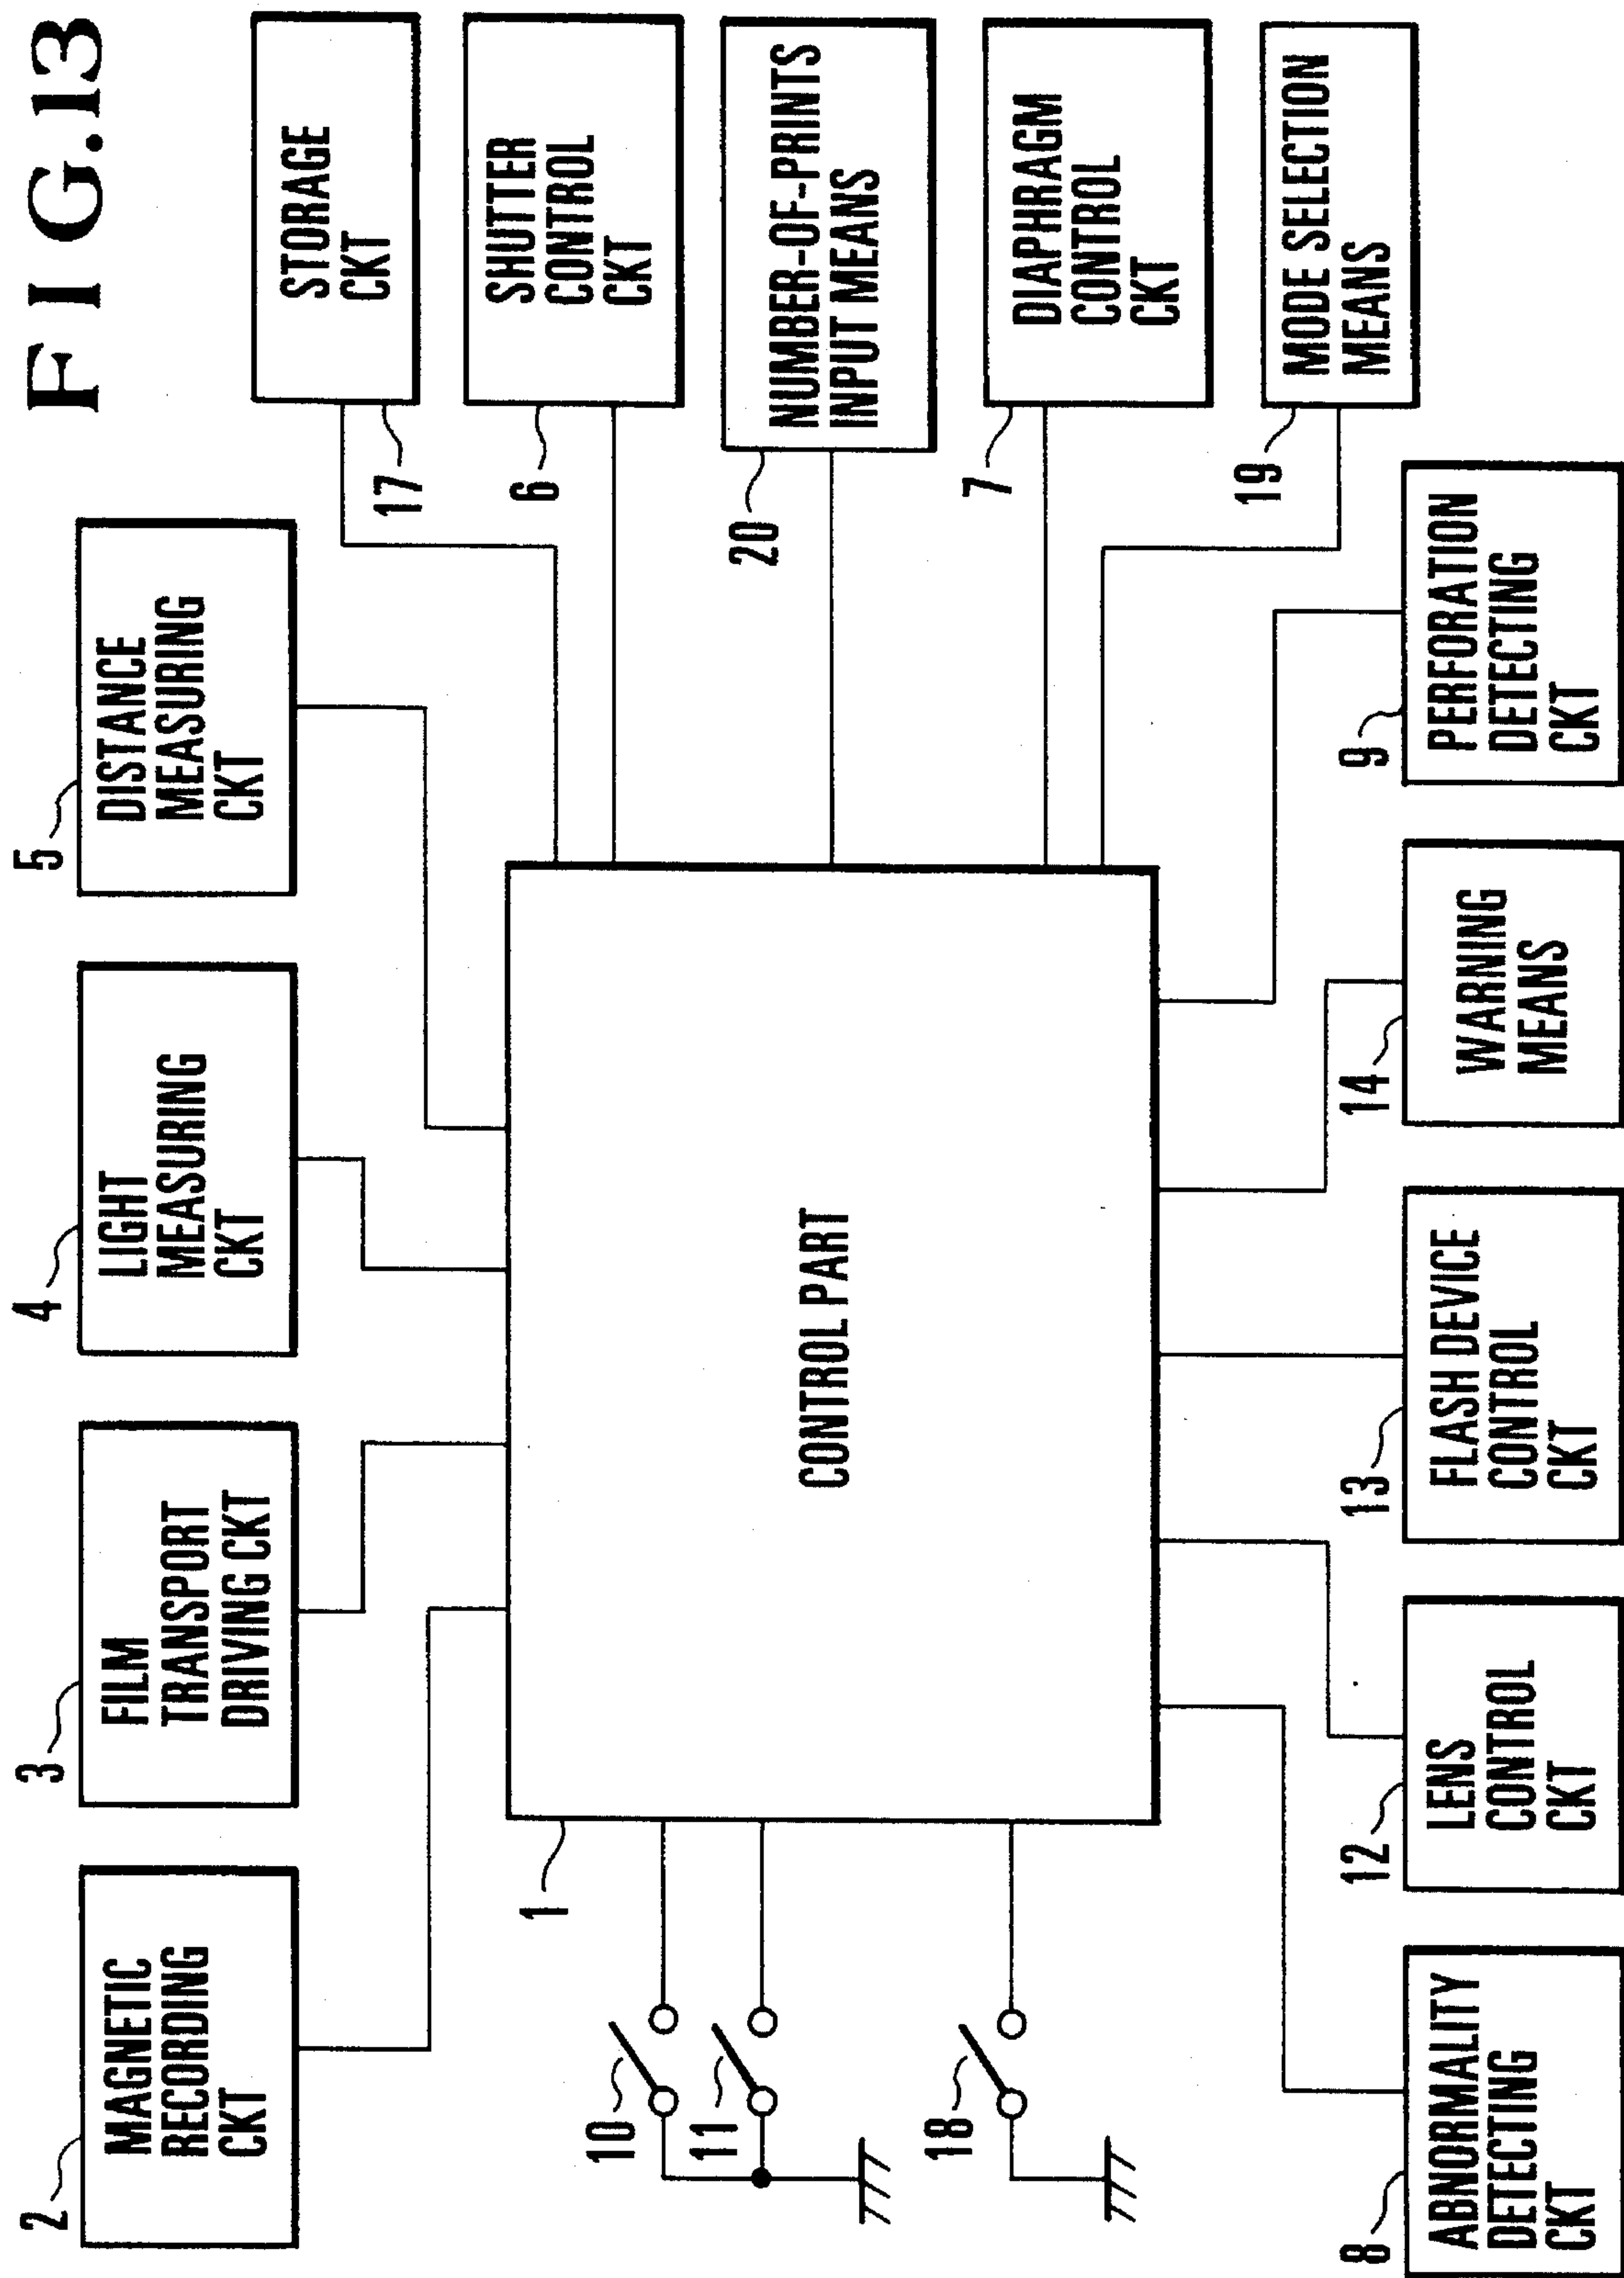 F I G.13
2
MAGNETIC
RECORDING
CKT
3
FILM
TRANSPORT
DRIVING CKT
4
LIGHT
MEASURING
CKT
5
DISTANCE
MEASURING
CKT
STORAGE
CKT
17
SHUTTER
CONTROL
CKT
6
NUMBER-OF-PRINTS
INPUT MEANS
20
DIAPHRAGM
CONTROL
CKT
7
MODE SELECTION
MEANS
19
1
CONTROL PART
10
11
18
8
ABNORMALITY
DETECTING
CKT
12
LENS
CONTROL
CKT
13
FLASH DEVICE
CONTROL
CKT
14
WARNING
MEANS
9
PERFORATION
DETECTING
CKT